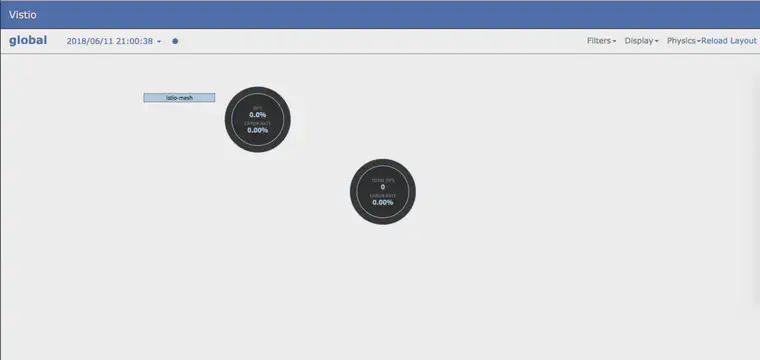 Vistio
global 2018/06/11 21:00:38 Filters Display Physics Reload Layout
istio-mesh
RPS
0.0%
ERROR RATE
0.00%
TOTAL RPS
0
ERROR RATE
0.00%